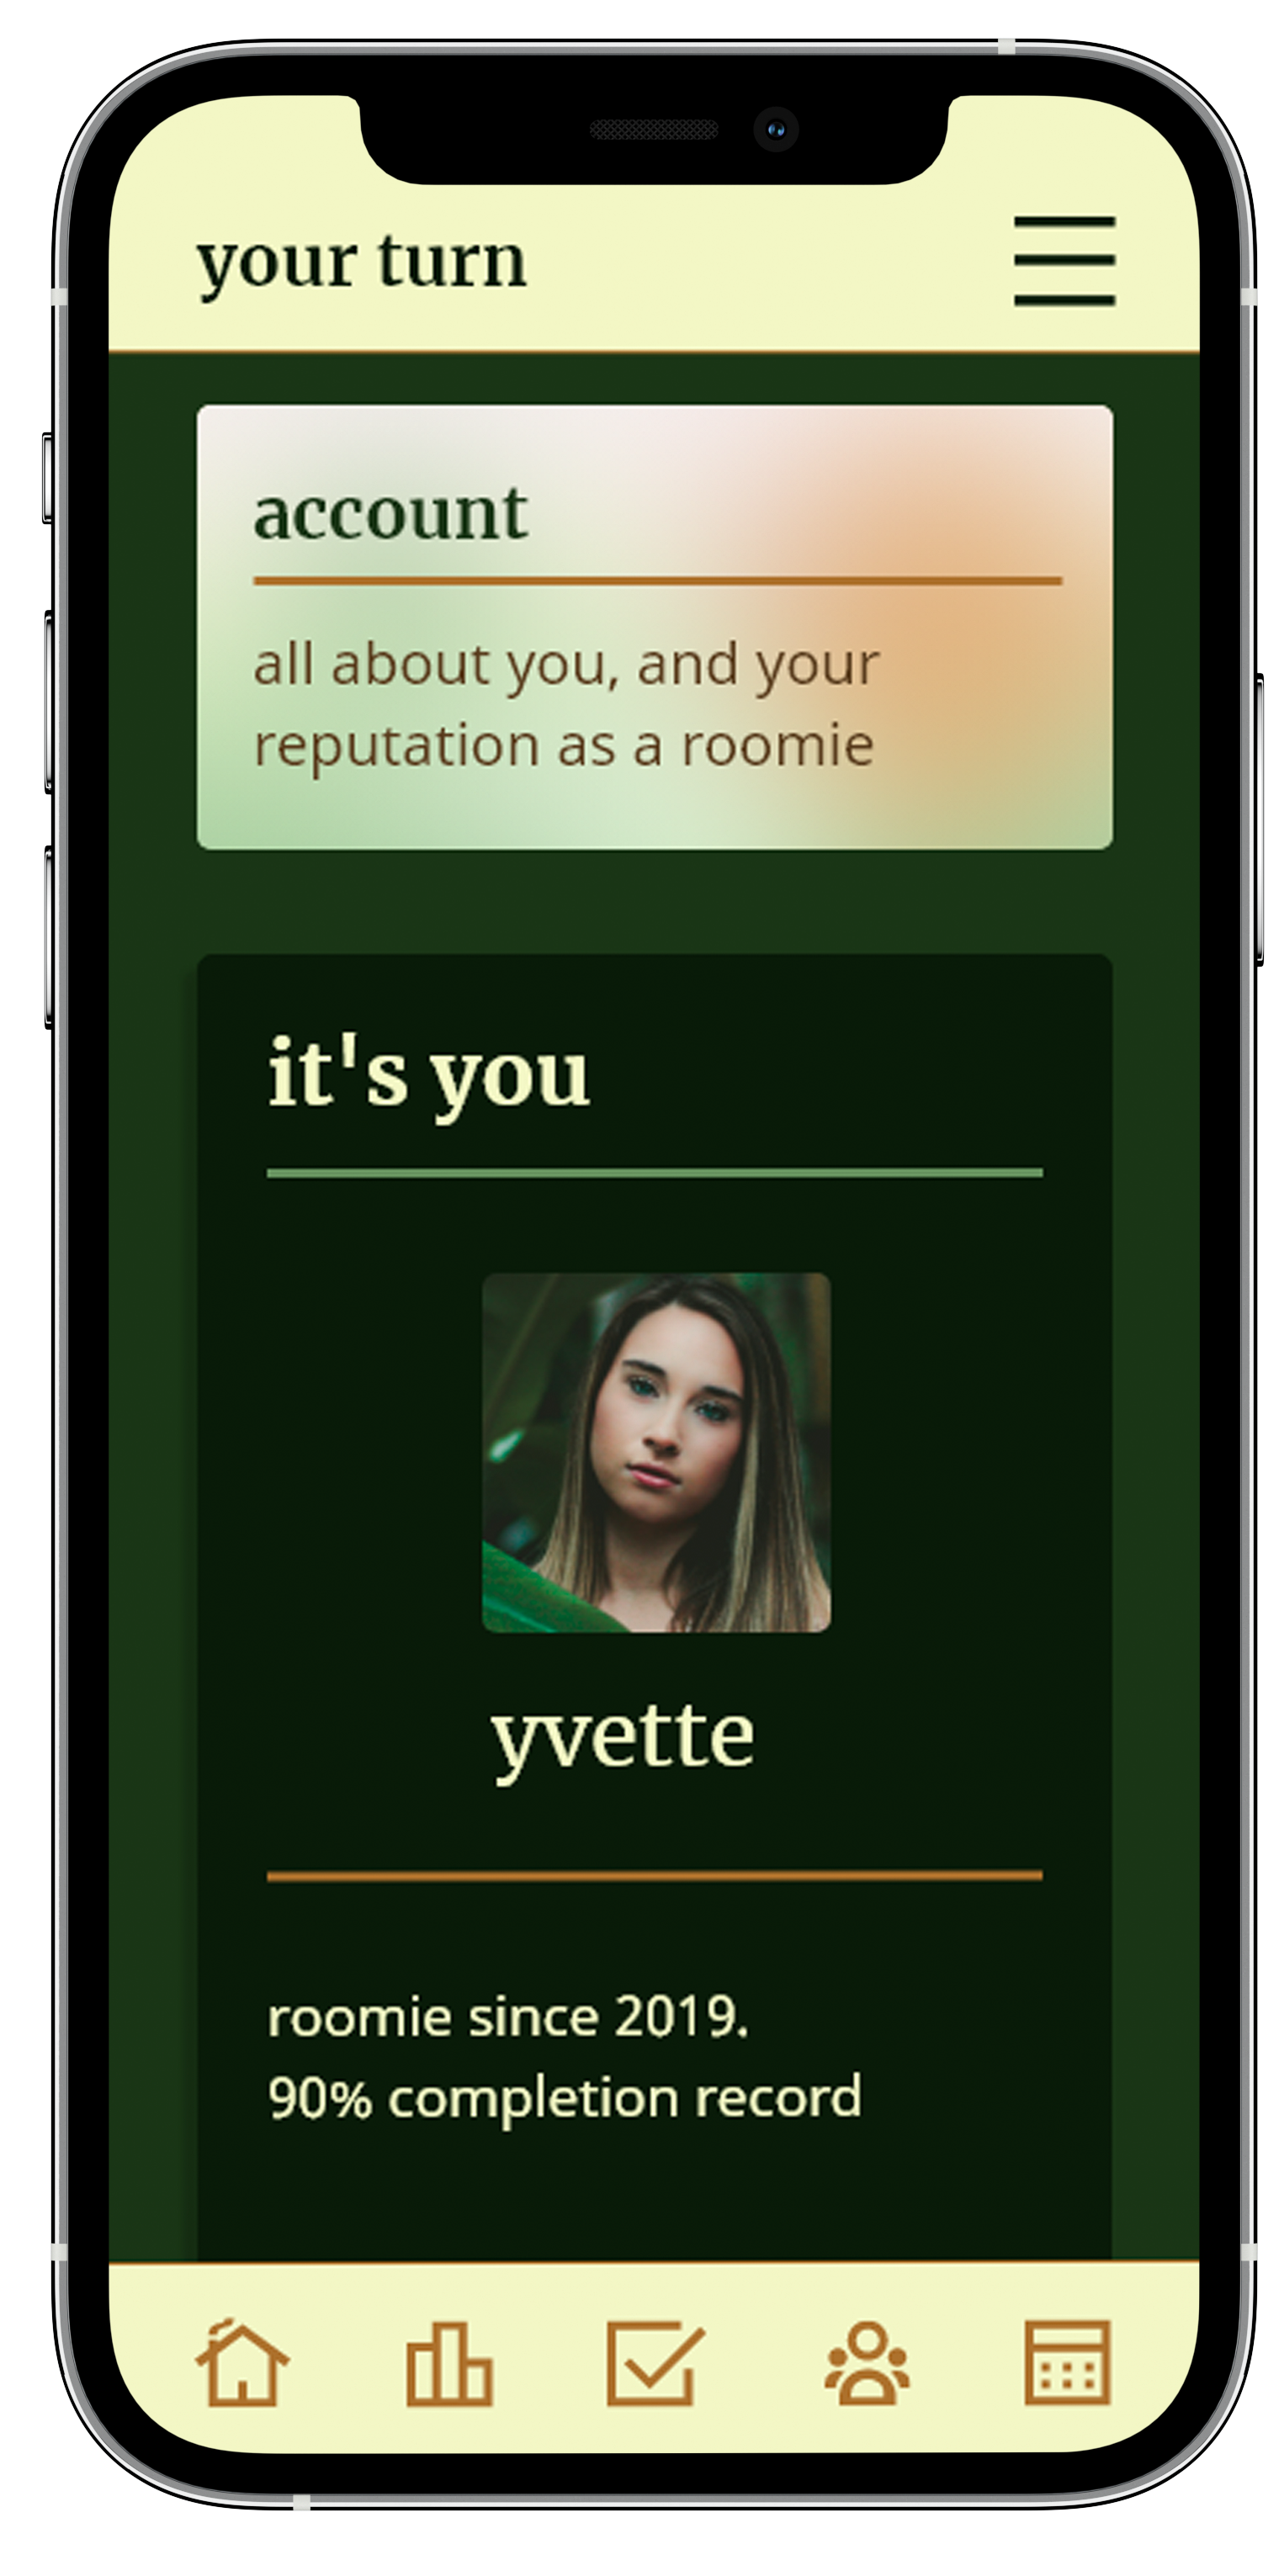 your turn
account
all about you, and your
reputation as a roomie
it's you
yvette
roomie since 2019.
90% completion record